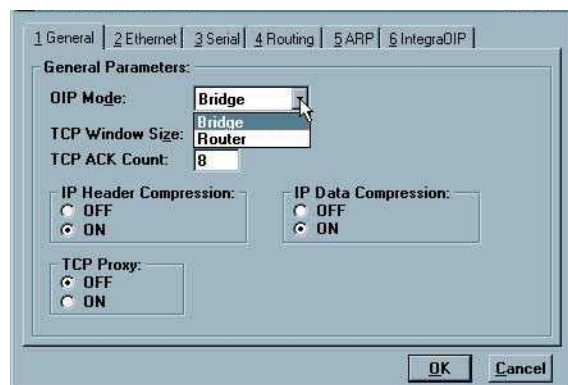 1 General 2 Ethernet 3 Serial 4 Routing 5 ARP 6 IntegraOIP
General Parameters:
OIP Mode: Bridge
Bridge
TCP Window Size: Router
TCP ACK Count: 8
IP Header Compression: IP Data Compression:
OFF OFF
ON ON
TCP Proxy:
OFF
ON
OK Cancel